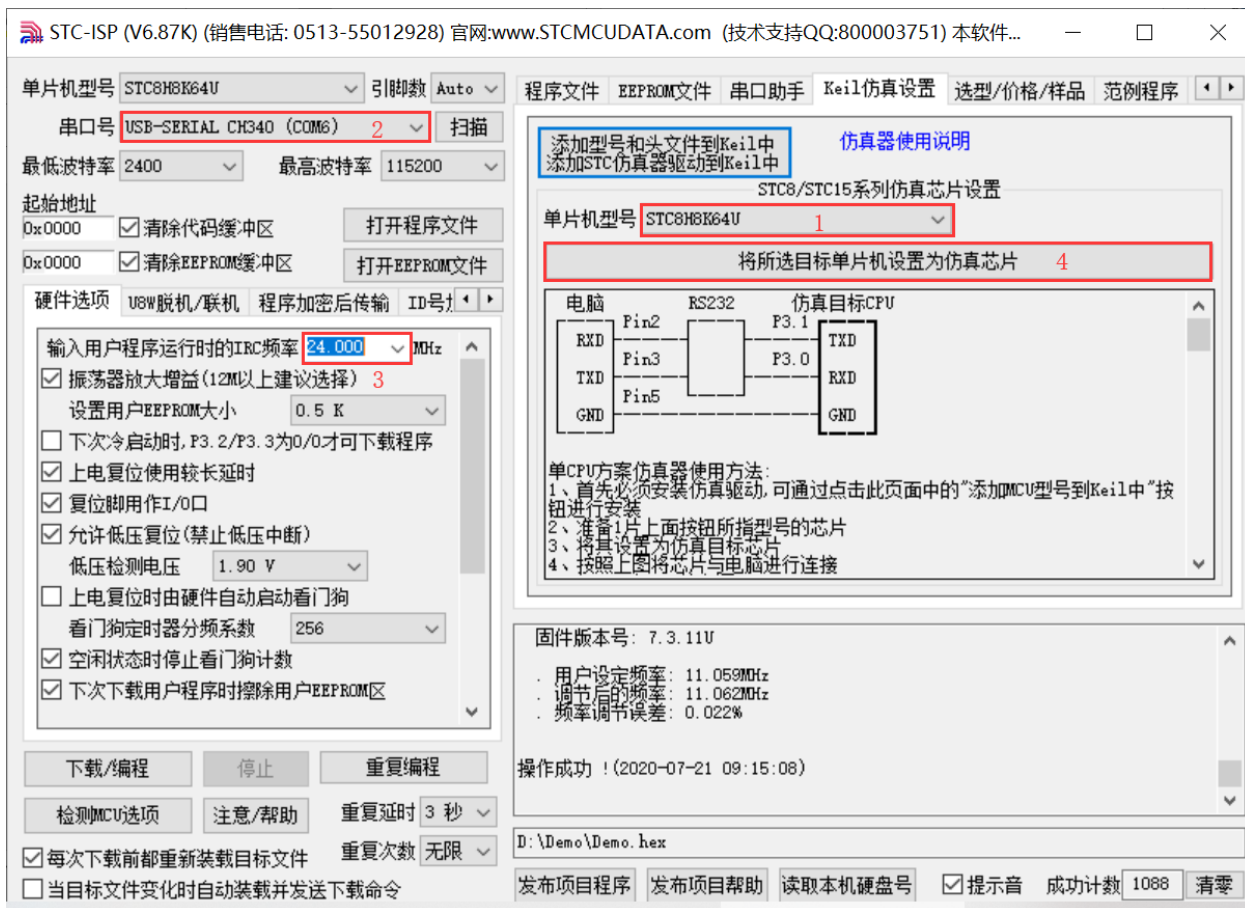 STC-ISP (V6.87K) (销售电话: 0513-55012928) 官网:www.STCMCUDATA.com (技术支持QQ:800003751) 本软件...
单片机型号 STC8H8K64U 引脚数 Auto
串口号 USB-SERIAL CH340 (COM6) 2 扫描
最低波特率 2400 最高波特率 115200
起始地址
0x0000 清除代码缓冲区 打开程序文件
0x0000 清除EEPROM缓冲区 打开EEPROM文件
硬件选项 U8W脱机/联机 程序加密后传输
输入用户程序运行时的IRC频率 24.000 MHz
振荡器放大增益(12M以上建议选择) 3
设置用户EEPROM大小 0.5 K
下次冷启动时,P3.2/P3.3为0/0才可下载程序
上电复位使用较长延时
复位脚用作I/O口
允许低压复位(禁止低压中断)
低压检测电压 1.90 V
上电复位时由硬件自动启动看门狗
看门狗定时器分频系数 256
空闲状态时停止看门狗计数
下次下载用户程序时擦除用户EEPROM区
下载/编程 停止 重复编程
检测MCU选项 注意/帮助 重复延时 3 秒
重复次数 无限
每次下载前都重新装载目标文件
当目标文件变化时自动装载并发送下载命令
程序文件 EEPROM文件 串口助手 Keil仿真设置 选型/价格/样品 范例程序
添加型号和头文件到Keil中 仿真器使用说明
添加STC仿真器驱动到Keil中
STC8/STC15系列仿真芯片设置
单片机型号 STC8H8K64U 1
将所选目标单片机设置为仿真芯片 4
电脑 RS232 仿真目标CPU
Pin2 P3.1
RXD TXD
Pin3 P3.0
TXD RXD
Pin5
GND GND
单CPU方案仿真器使用方法:
1、首先必须安装仿真驱动,可通过点击此页面中的"添加MCU型号到Keil中"按
钮进行安装
2、准备1片上面按钮所指型号的芯片
3、将其设置为仿真目标芯片
4、按照上图将芯片与电脑进行连接
固件版本号: 7.3.11U
. 用户设定频率: 11.059MHz
. 调节后的频率: 11.062MHz
. 频率调节误差: 0.022%
操作成功 !(2020-07-21 09:15:08)
D:\Demo\Demo.hex
发布项目程序 发布项目帮助 读取本机硬盘号 提示音 成功计数 1088 清零